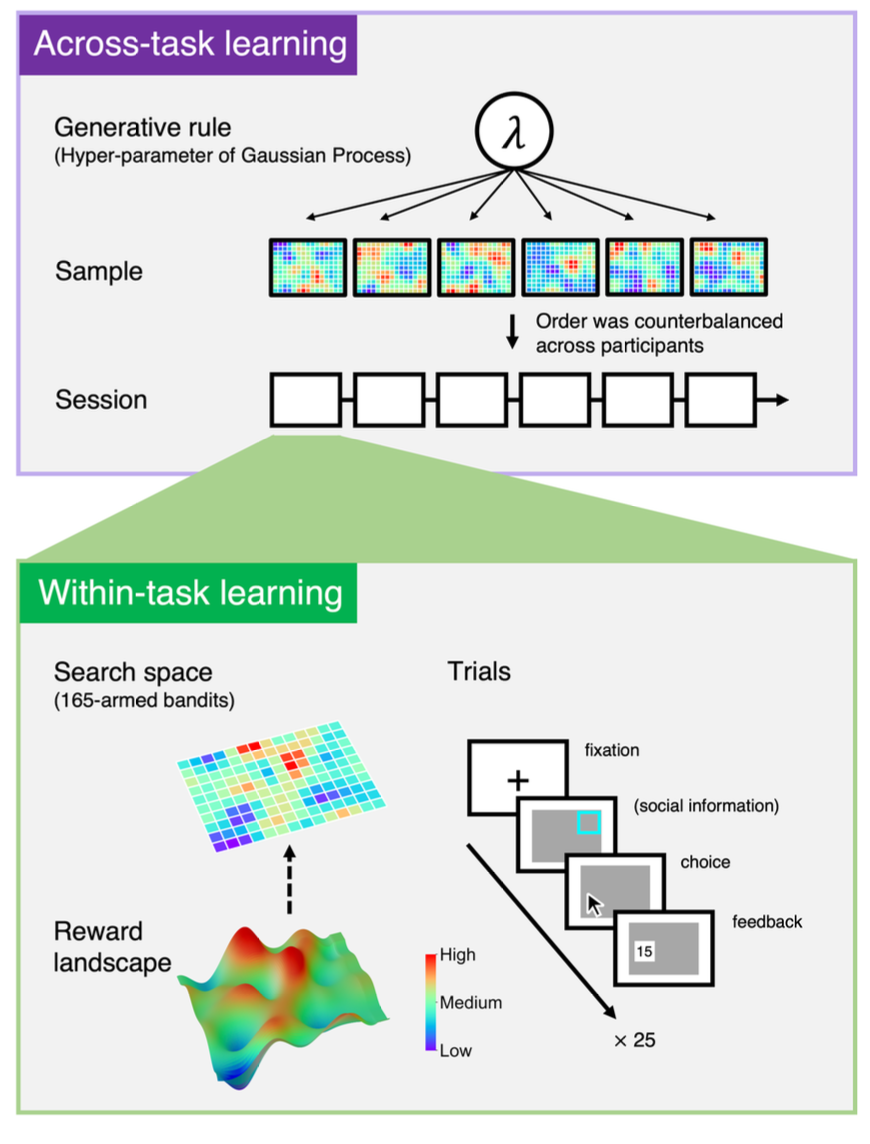 Across-task learning
Generative rule
(Hyper-parameter of Gaussian Process)
λ
Sample
Order was counterbalanced
across participants
Session
Within-task learning
Search space
(165-armed bandits)
Trials
fixation
(social information)
choice
feedback
15
× 25
Reward
landscape
High
Medium
Low